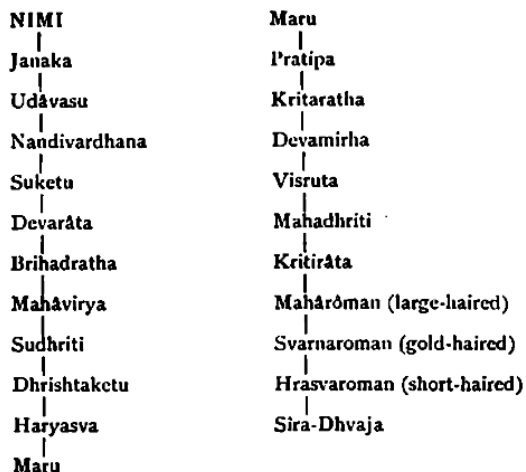 NIMI
Janaka
Udâvasu
Nandivardhana
Suketu
Devarâta
Brihadratha
Mahâvirya
Sudhriti
Dhrishtaketu
Haryasva
Maru
Maru
Pratipa
Kritaratha
Devamirha
Visruta
Mahadhriti
Kritirâta
Mahârôman (large-haired)
Svarnaroman (gold-haired)
Hrasvaroman (short-haired)
Sîra-Dhvaja